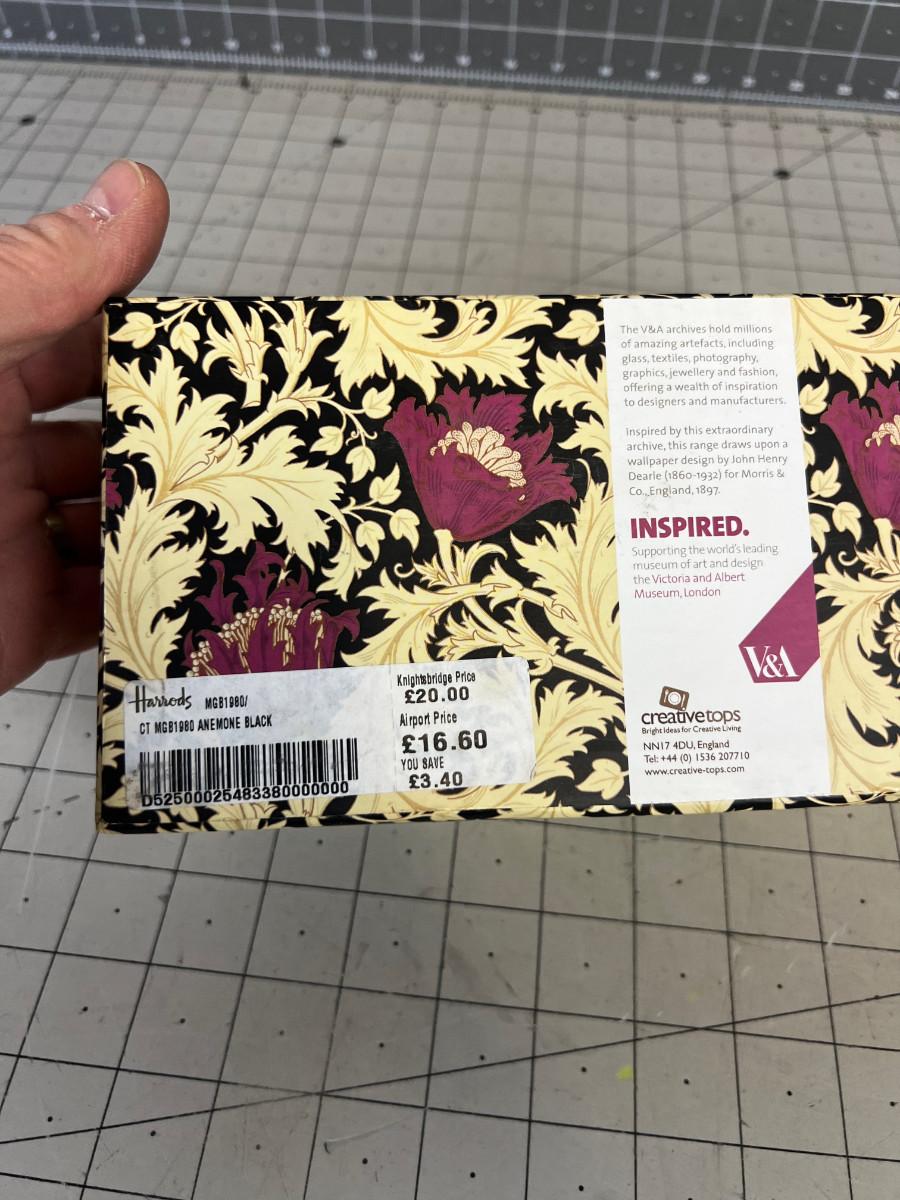 The V&A archives hold millions
of amazing artefacts, including
glass, textiles, photography,
graphics, jewellery and fashion,
offering a wealth of inspiration
to designers and manufacturers.
Inspired by this extraordinary
archive, this range draws upon a
wallpaper design by John Henry
Dearle (1860-1932) for Morris &
Co., England, 1897.
INSPIRED.
Supporting the world's leading
museum of art and design
the Victoria and Albert
Museum, London
V&A
creativetops
Bright Ideas for Creative Living
NN17 4DU, England
Tel: +44 (0) 1536 207710
www.creative-tops.com
Harrods MGB1980/
CT MGB1980 ANEMONE BLACK
D52500025483380000000
Knightsbridge Price
£20.00
Airport Price
£16.60
YOU SAVE
£3.40